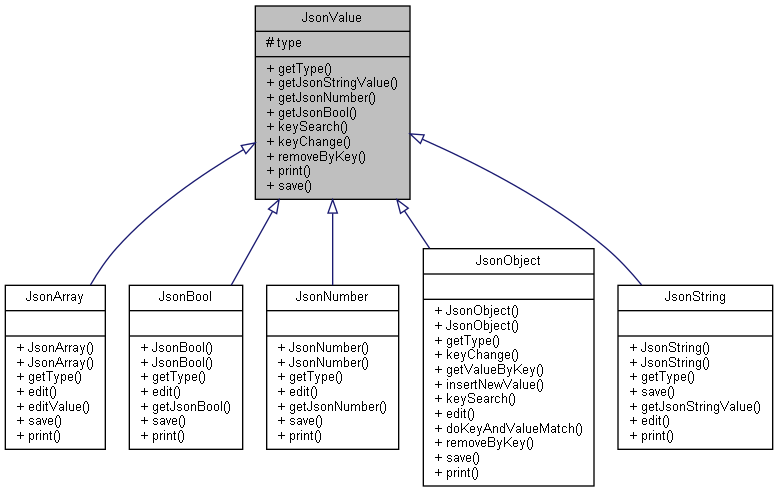 JsonValue
# type
+ getType()
+ getJsonStringValue()
+ getJsonNumber()
+ getJsonBool()
+ keySearch()
+ keyChange()
+ removeByKey()
+ print()
+ save()
JsonArray
+ JsonArray()
+ JsonArray()
+ getType()
+ edit()
+ editValue()
+ save()
+ print()
JsonBool
+ JsonBool()
+ JsonBool()
+ getType()
+ edit()
+ getJsonBool()
+ save()
+ print()
JsonNumber
+ JsonNumber()
+ JsonNumber()
+ getType()
+ edit()
+ getJsonNumber()
+ save()
+ print()
JsonObject
+ JsonObject()
+ JsonObject()
+ getType()
+ keyChange()
+ getValueByKey()
+ insertNewValue()
+ keySearch()
+ edit()
+ doKeyAndValueMatch()
+ removeByKey()
+ save()
+ print()
JsonString
+ JsonString()
+ JsonString()
+ getType()
+ save()
+ getJsonStringValue()
+ edit()
+ print()